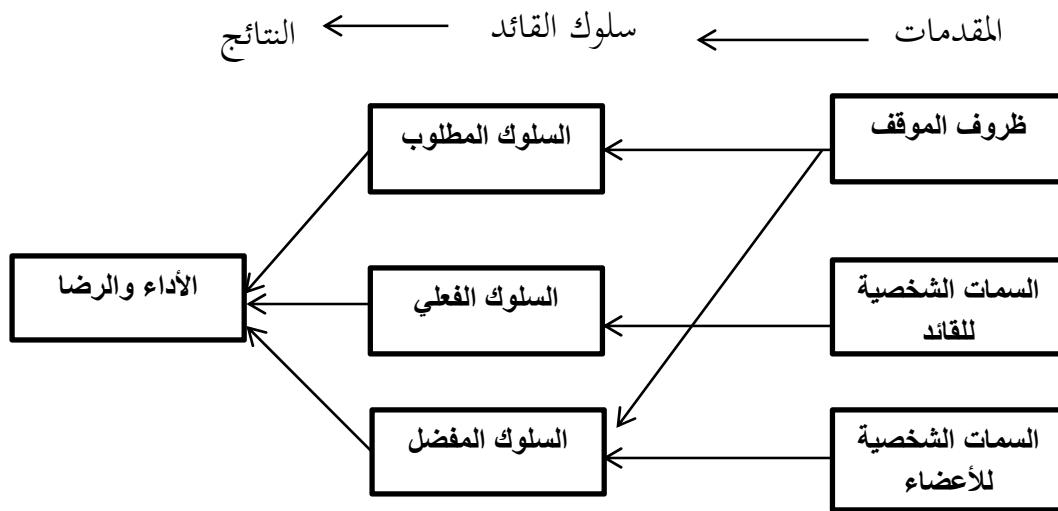 المقدمات
سلوك القائد
النتائج
ظروف الموقف
السلوك المطلوب
السمات الشخصية
للقائد
السلوك الفعلي
الأداء والرضا
السمات الشخصية
للأعضاء
السلوك المفضل